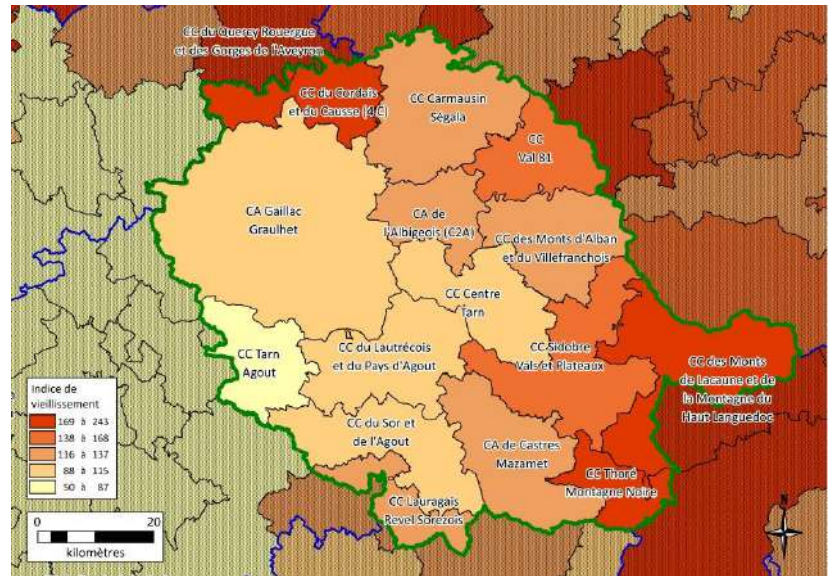 CC du Quercy Rouergue
et des Gorges de l'Aveyron
CC du Cordais
et du Causse (4C)
CC Carmausin
Ségala
CC
Val 81
CA Gaillac
Graulhet
CA de
l'Albigeois (C2A)
CC des Monts d'Alban
et du Villefranchois
CC Centre
Tarn
CC Tarn
Agout
CC du Lautrécois
et du Pays d'Agout
CC Sidobre
Vals et Plateaux
CC des Monts
de Lacaune et de
la Montagne du
Haut Languedoc
CC du Sor et
de l'Agout
CA de Castres
Mazamet
CC Thoré
Montagne Noire
CC Lauragais
Revel Sorezois
Indice de
vieillissement
169 à 243
138 à 168
116 à 137
88 à 115
50 à 87
0 20
kilomètres
N